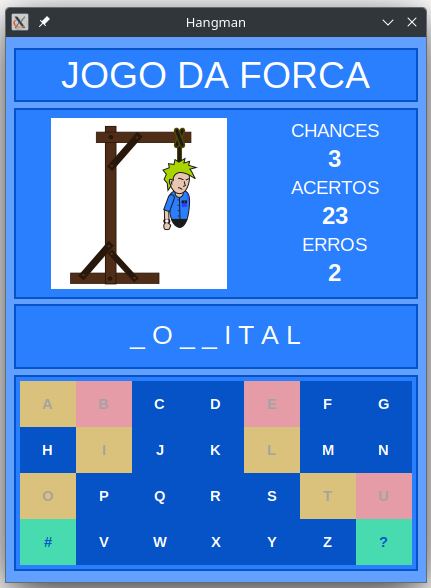 Hangman
JOGO DA FORCA
CHANCES
3
ACERTOS
23
ERROS
2
_ O _ _ I T A L
A B C D E F G
H I J K L M N
O P Q R S T U
# V W X Y Z ?